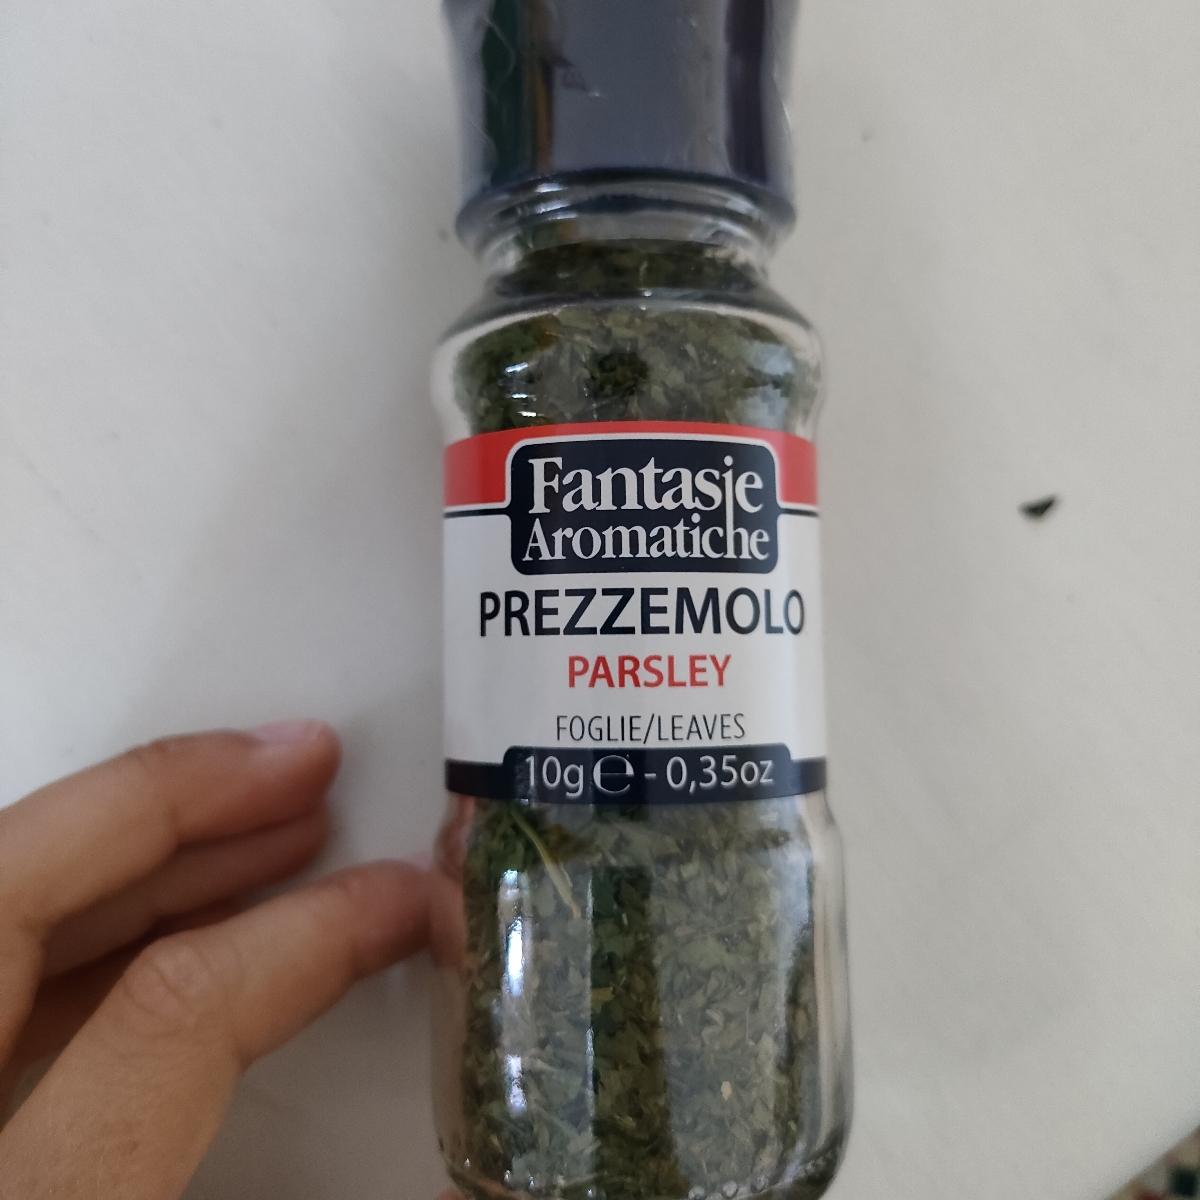 Fantasie
Aromatiche
PREZZEMOLO
PARSLEY
FOGLIE/LEAVES
10g ℮ - 0,35oz